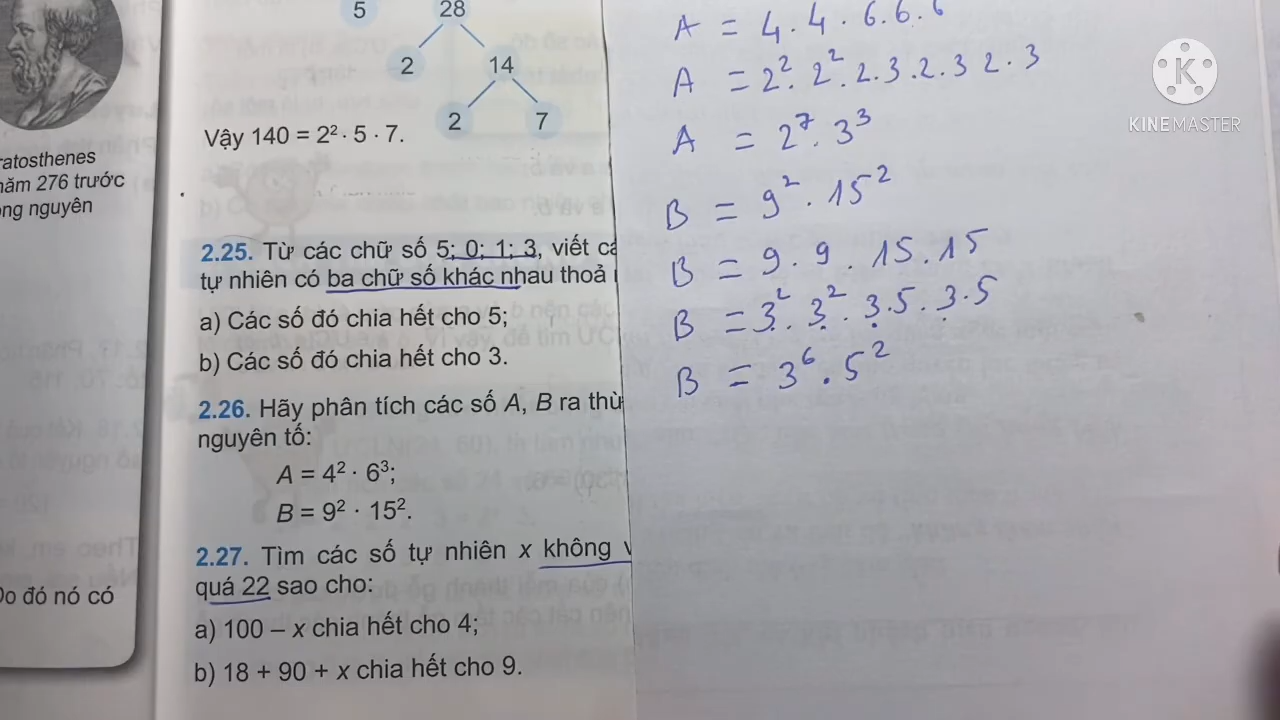 5 28
2 14
2 7
Vậy 140 = 2² · 5 · 7.
ratosthenes
năm 276 trước
ông nguyên
2.25. Từ các chữ số 5; 0; 1; 3, viết
tự nhiên có ba chữ số khác nhau thoả
a) Các số đó chia hết cho 5;
b) Các số đó chia hết cho 3.
2.26. Hãy phân tích các số A, B ra
nguyên tố:
A = 4² · 6³;
B = 9² · 15².
2.27. Tìm các số tự nhiên x không
quá 22 sao cho:
a) 100 – x chia hết cho 4;
b) 18 + 90 + x chia hết cho 9.
Do đó nó có
A = 4 . 4 . 6 . 6 . 6
A = 2² . 2² . 2 . 3 . 2 . 3 2 . 3
A = 2⁷ . 3³
B = 9² . 15²
B = 9 . 9 15 . 15
B = 3² . 3² . 3 . 5 . 3 . 5
B = 3⁶ . 5²
K
KINEMASTER